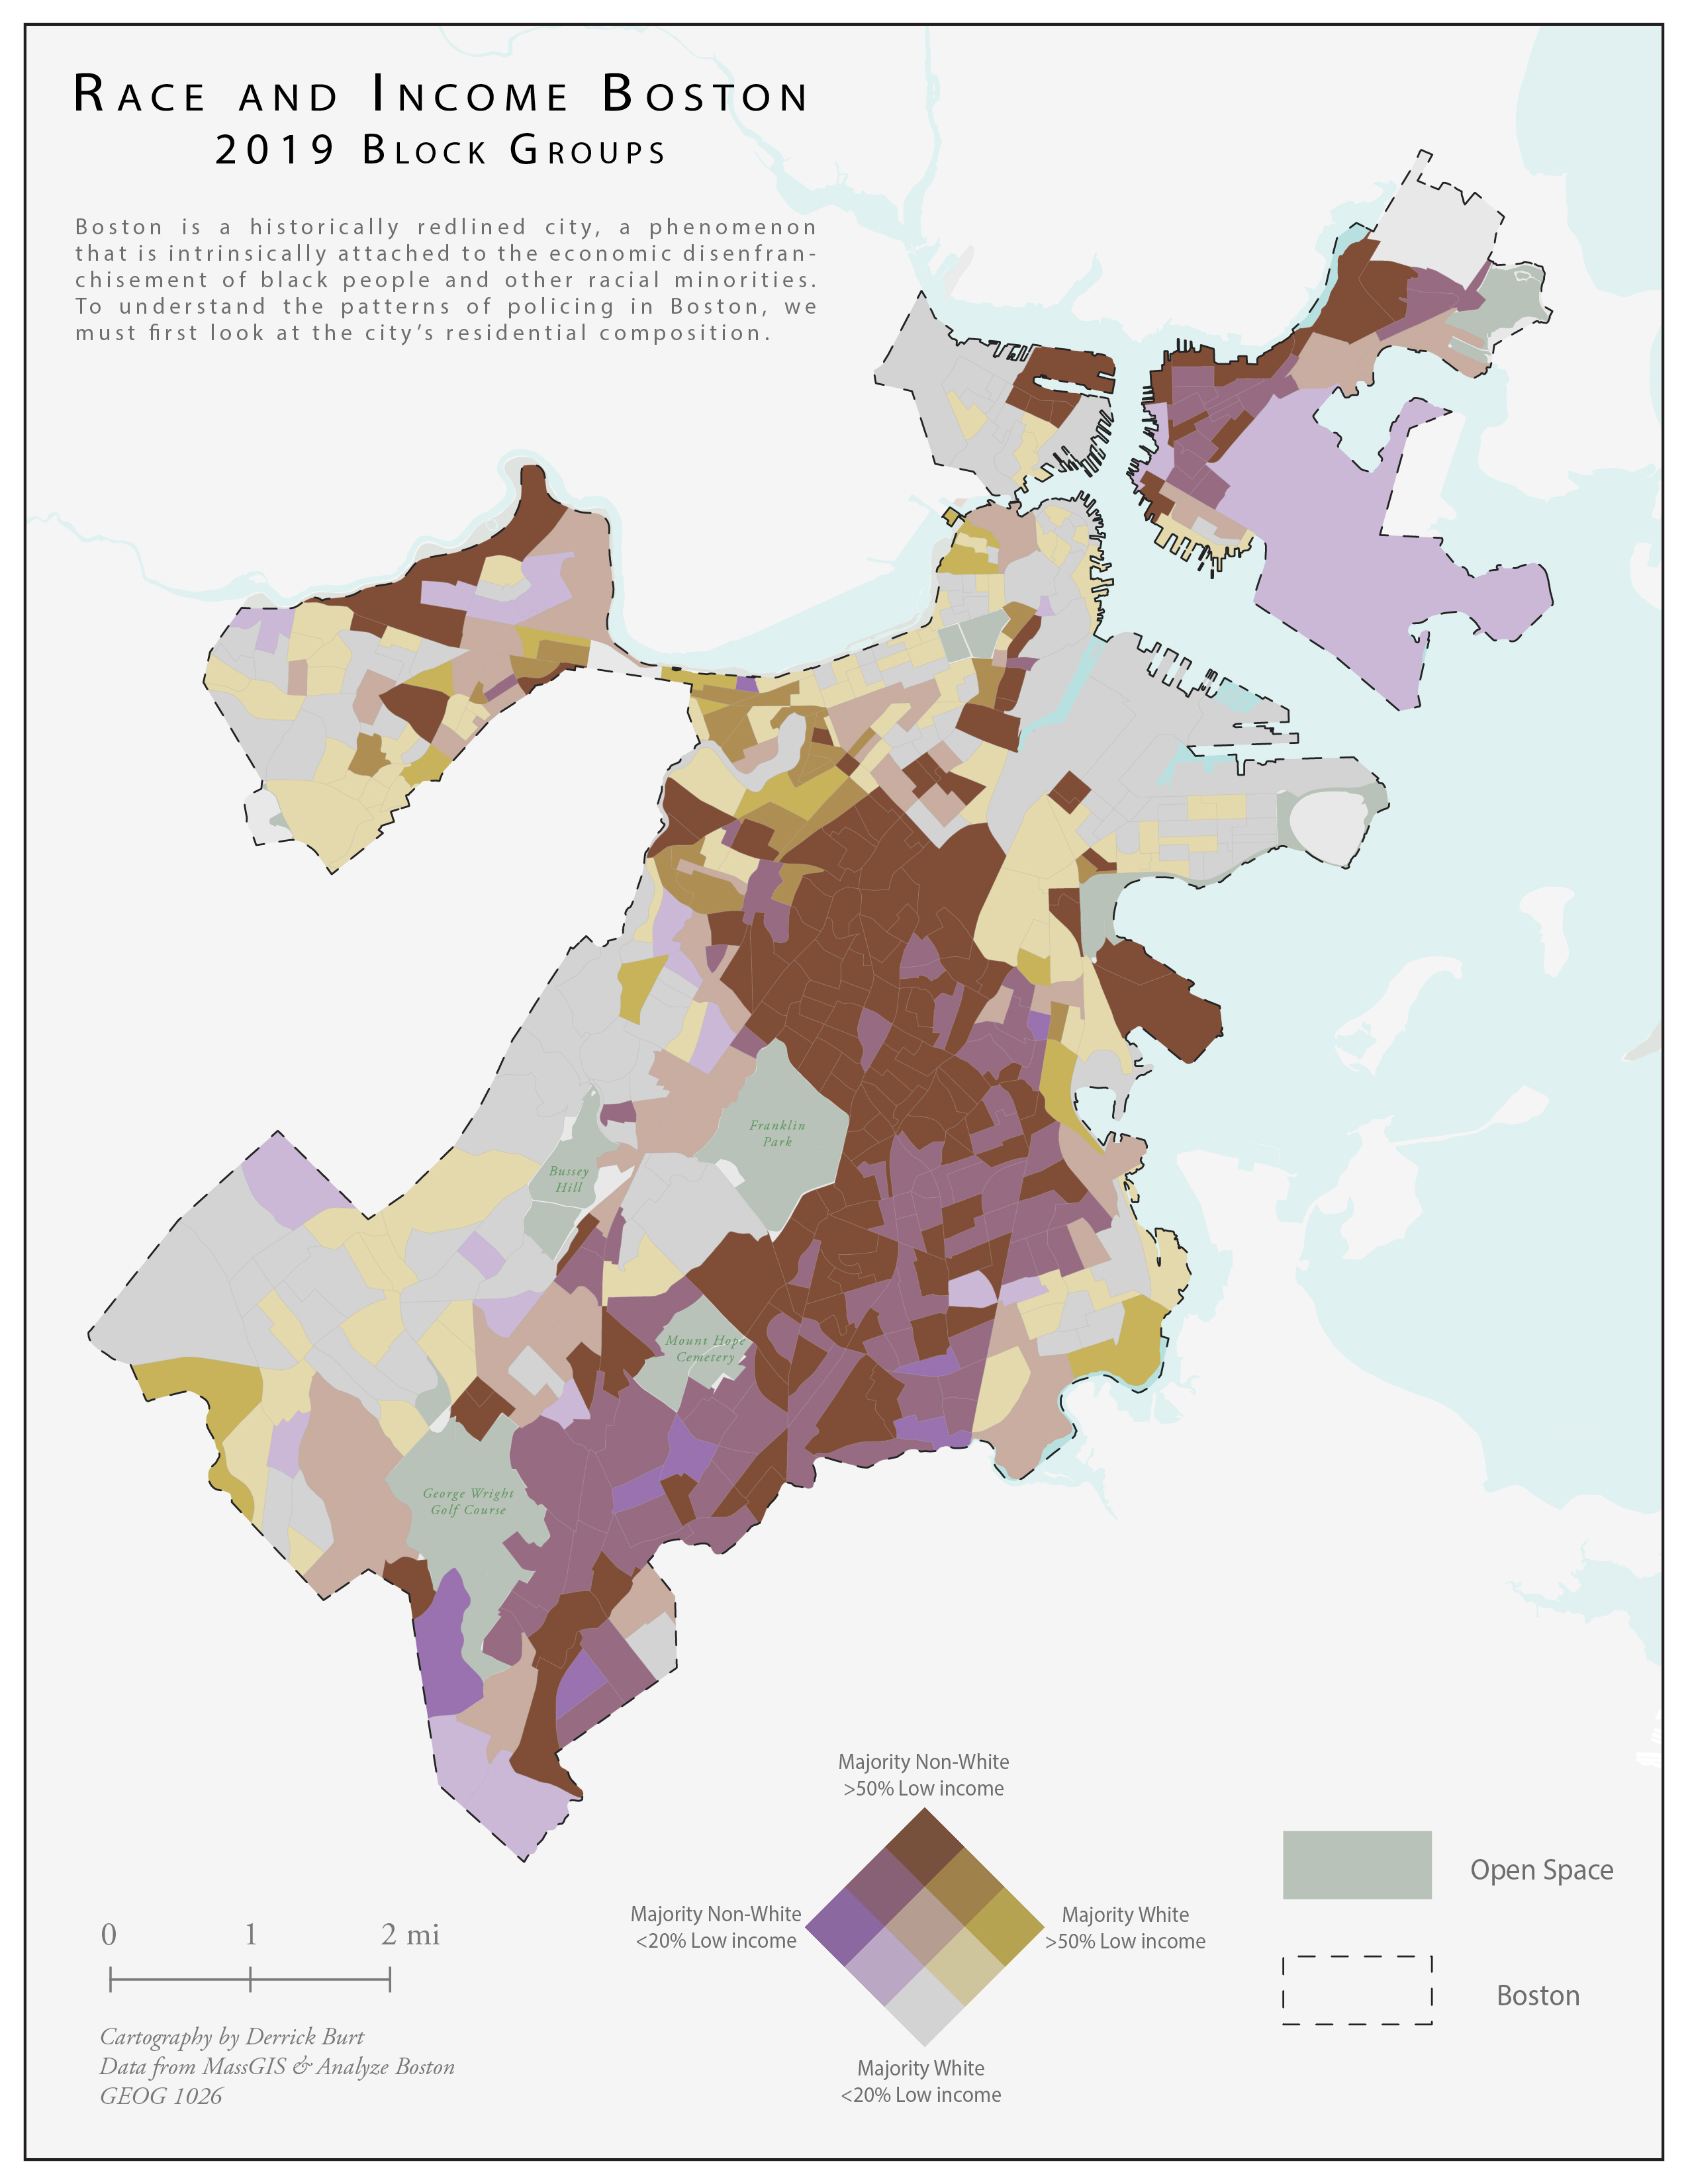 RACE AND INCOME BOSTON
2019 BLOCK GROUPS
Boston is a historically redlined city, a phenomenon
that is intrinsically attached to the economic disenfran-
chisement of black people and other racial minorities.
To understand the patterns of policing in Boston, we
must first look at the city's residential composition.
Franklin
Park
Bussey
Hill
Mount Hope
Cemetery
George Wright
Golf Course
Majority Non-White
>50% Low income
Majority Non-White
<20% Low income
Majority White
>50% Low income
Majority White
<20% Low income
Open Space
Boston
0 1 2 mi
Cartography by Derrick Burt
Data from MassGIS & Analyze Boston
GEOG 1026